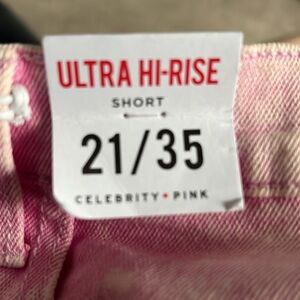 ULTRA HI-RISE
SHORT
21/35
CELEBRITY • PINK